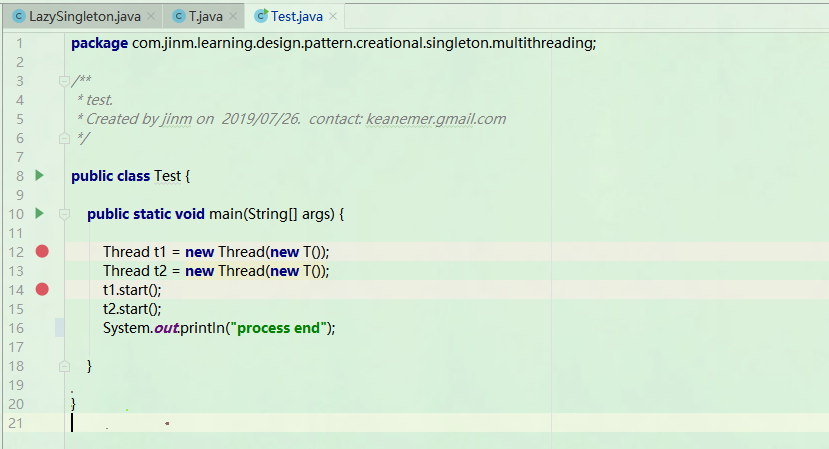 LazySingleton.java T.java Test.java
1 package com.jinm.learning.design.pattern.creational.singleton.multithreading;
2
3 /**
4 * test.
5 * Created by jinm on 2019/07/26. contact: keanemer.gmail.com
6 */
7
8 public class Test {
9
10 public static void main(String[] args) {
11
12 Thread t1 = new Thread(new T());
13 Thread t2 = new Thread(new T());
14 t1.start();
15 t2.start();
16 System.out.println("process end");
17
18 }
19
20 }
21